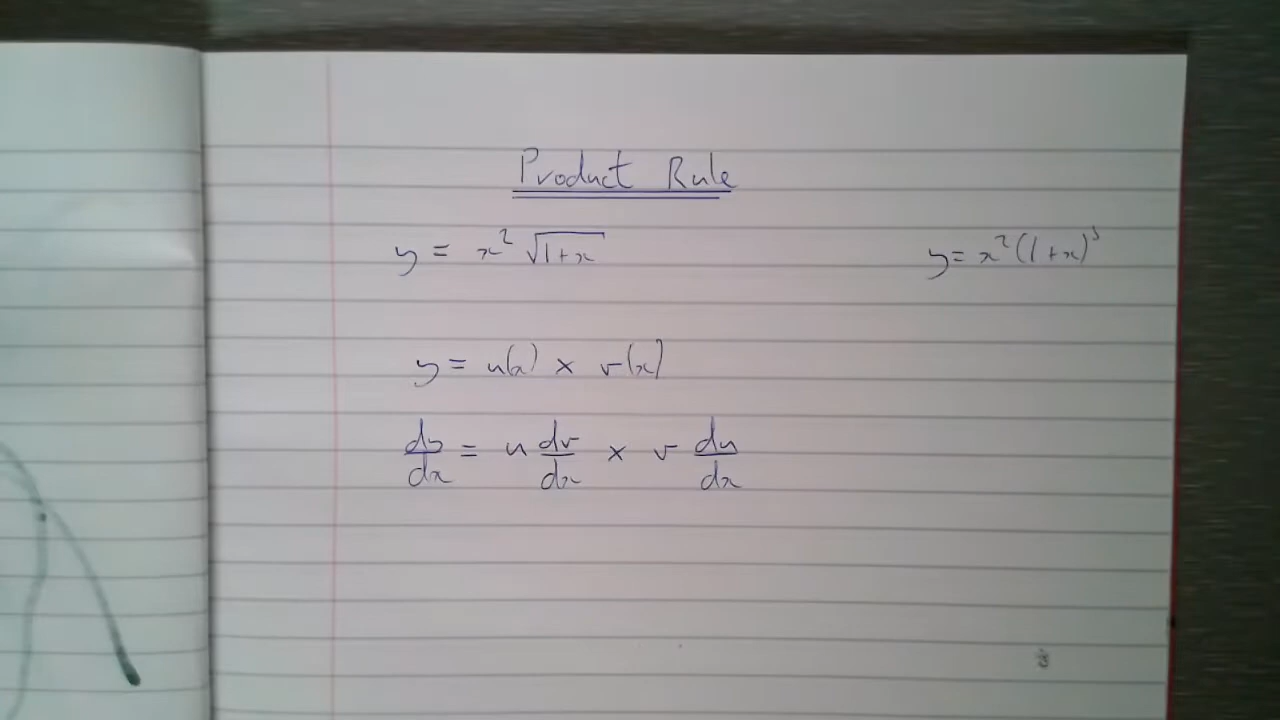 Product Rule
y = x² √(1+x) y = x²(1+x)³
y = u(x) × v(x)
dy/dx = u dv/dx × v du/dx